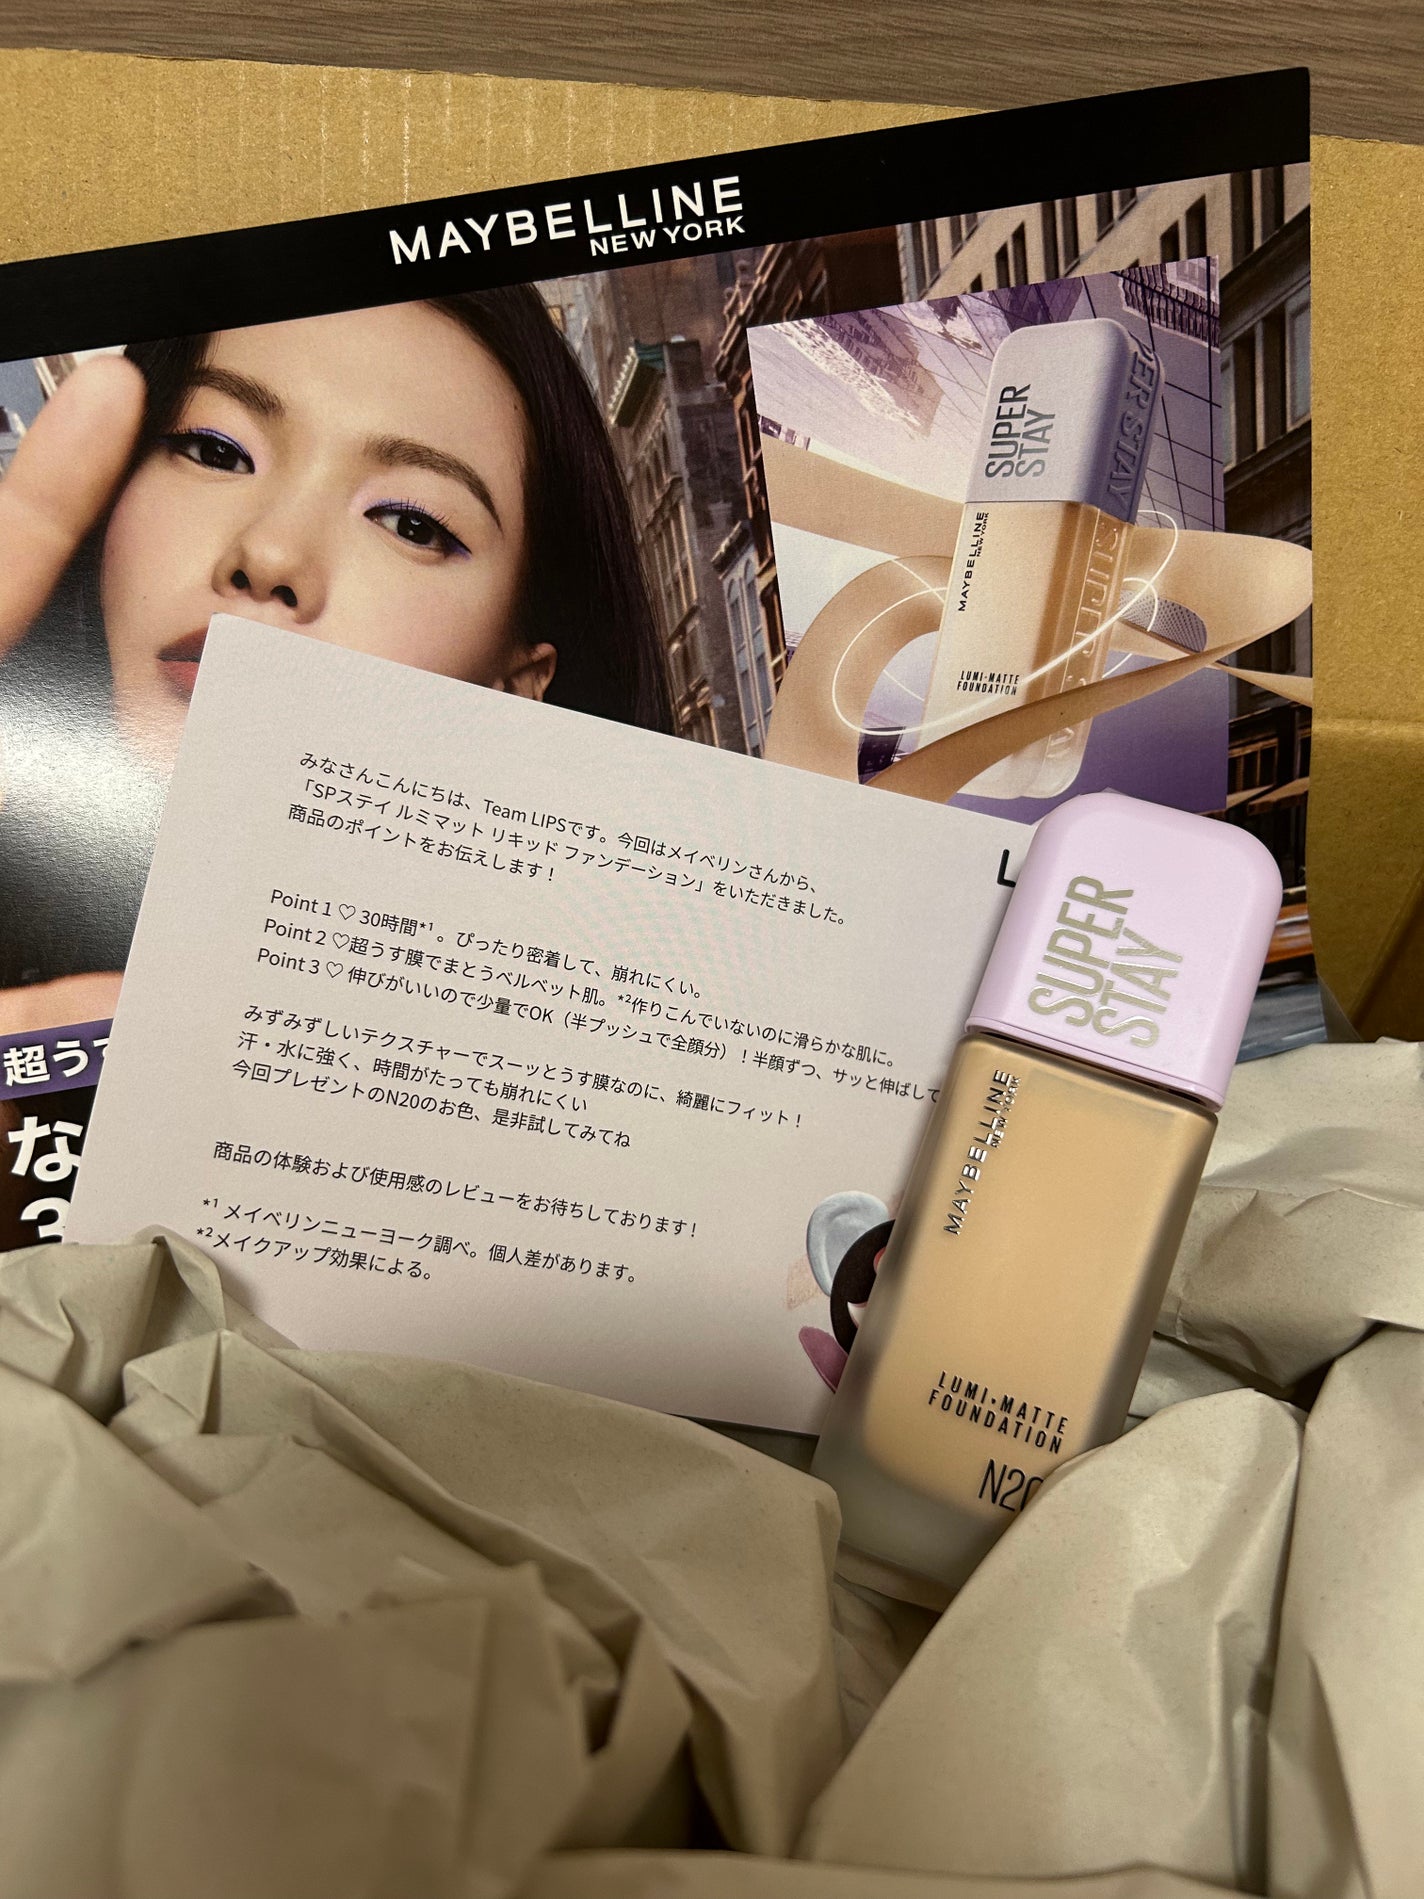 MAYBELLINE
NEW YORK
SUPER
STAY
MAYBELLINE
NEW YORK
LUMI-MATTE
FOUNDATION
みなさんこんにちは、Team LIPSです。今回はメイベリンさんから、
「SPステイ ルミマット リキッド ファンデーション」をいただきました。
商品のポイントをお伝えします！
Point 1 ♡ 30時間*¹。ぴったり密着して、崩れにくい。
Point 2 ♡超うす膜でまとうベルベット肌。*²作りこんでいないのに滑らかな肌に。
Point 3 ♡ 伸びがいいので少量でOK（半プッシュで全顔分）！半顔ずつ、サッと伸ばして
みずみずしいテクスチャーでスーッとうす膜なのに、綺麗にフィット！
汗・水に強く、時間がたっても崩れにくい
今回プレゼントのN20のお色、是非試してみてね
商品の体験および使用感のレビューをお待ちしております！
*¹ メイベリンニューヨーク調べ。個人差があります。
*²メイクアップ効果による。
超うす
な
3
SUPER
STAY
MAYBELLINE
NEW YORK
LUMI-MATTE
FOUNDATION
N20